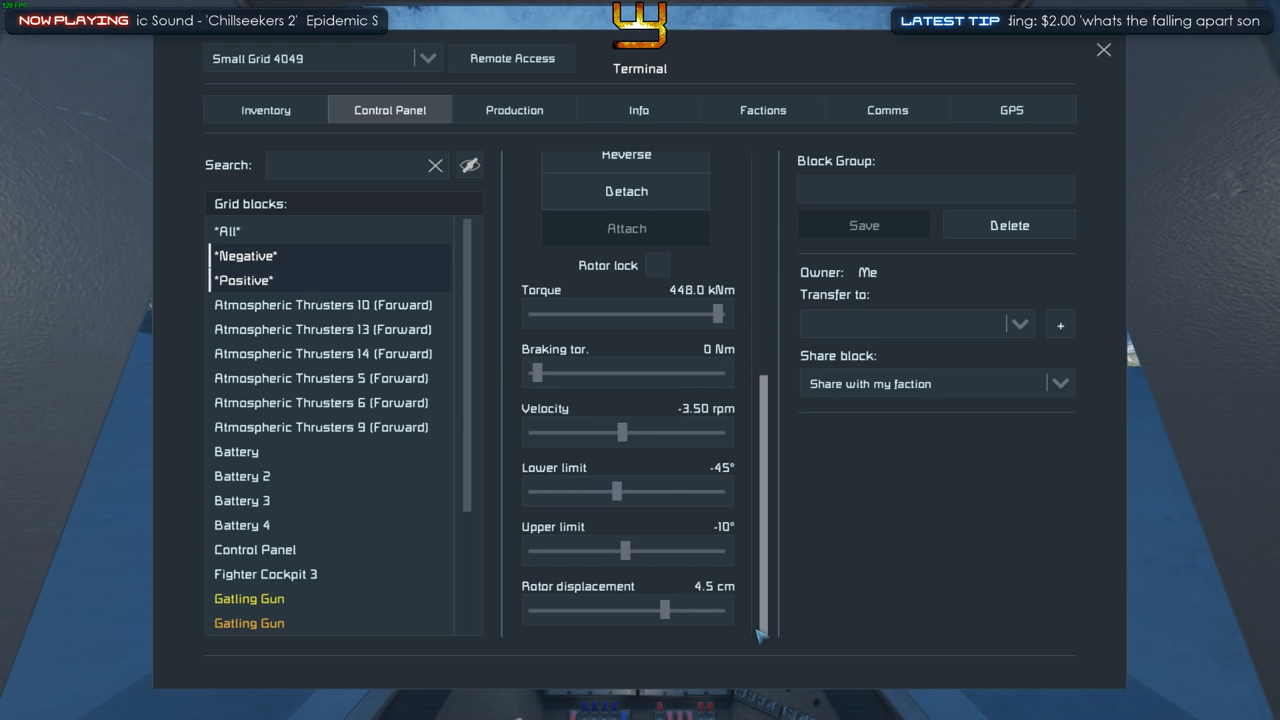 120 FPS
NOW PLAYING ic Sound - 'Chillseekers 2' Epidemic S
LATEST TIP ding: $2.00 'whats the falling apart son
Small Grid 4049
Remote Access
Terminal
Inventory
Control Panel
Production
Info
Factions
Comms
GPS
Search:
Grid blocks:
*All*
*Negative*
*Positive*
Atmospheric Thrusters 10 (Forward)
Atmospheric Thrusters 13 (Forward)
Atmospheric Thrusters 14 (Forward)
Atmospheric Thrusters 5 (Forward)
Atmospheric Thrusters 6 (Forward)
Atmospheric Thrusters 9 (Forward)
Battery
Battery 2
Battery 3
Battery 4
Control Panel
Fighter Cockpit 3
Gatling Gun
Gatling Gun
Reverse
Detach
Attach
Rotor lock
Torque 448.0 kNm
Braking tor. 0 Nm
Velocity -3.50 rpm
Lower limit -45°
Upper limit -10°
Rotor displacement 4.5 cm
Block Group:
Save
Delete
Owner: Me
Transfer to:
+
Share block:
Share with my faction